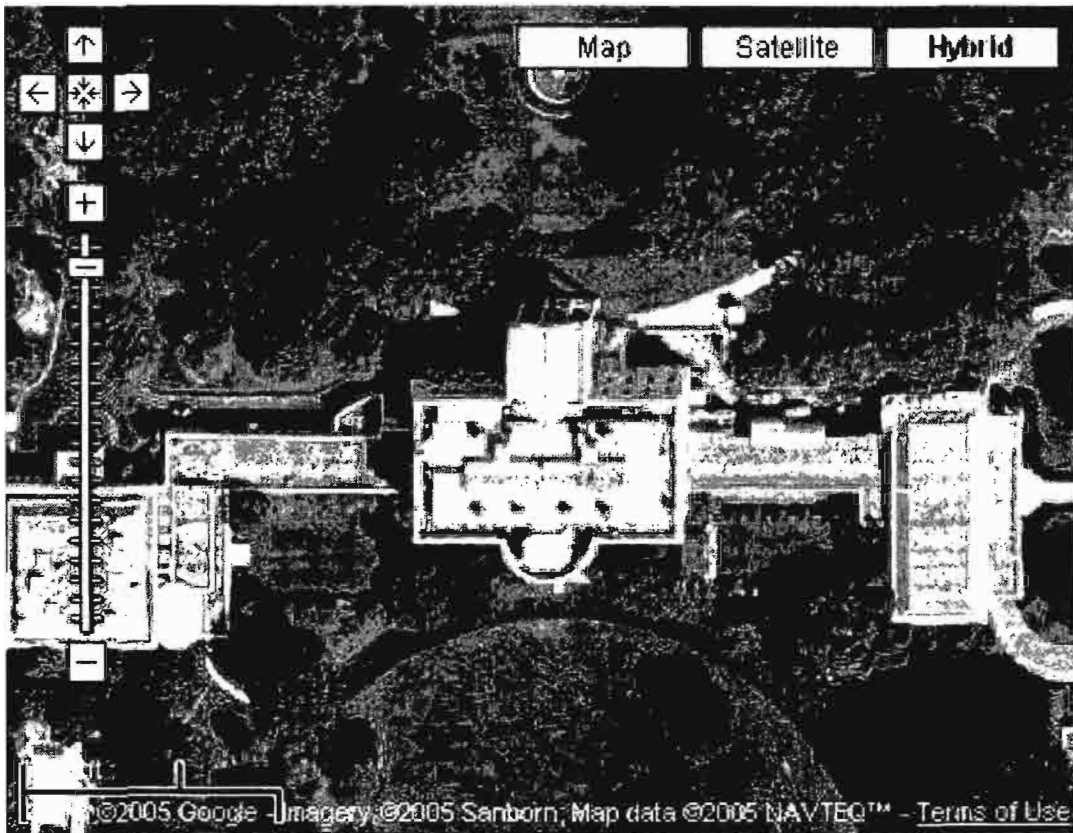 Map Satellite Hybrid
©2005 Google - Imagery ©2005 Sanborn, Map data ©2005 NAVTEQ™ - Terms of Use